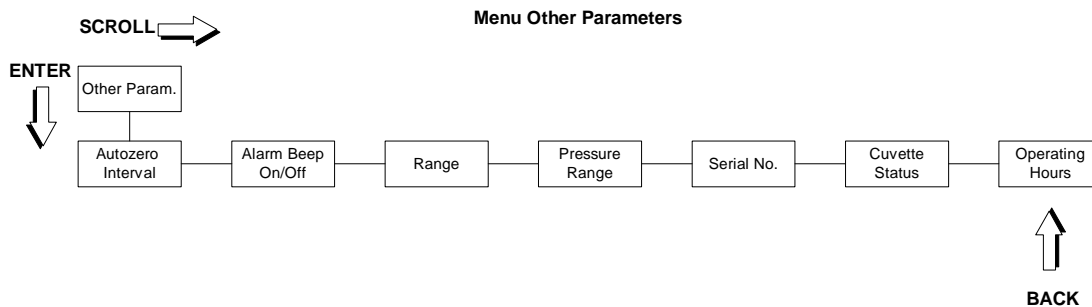 Menu Other Parameters
SCROLL
ENTER
Other Param.
Autozero
Interval
Alarm Beep
On/Off
Range
Pressure
Range
Serial No.
Cuvette
Status
Operating
Hours
BACK